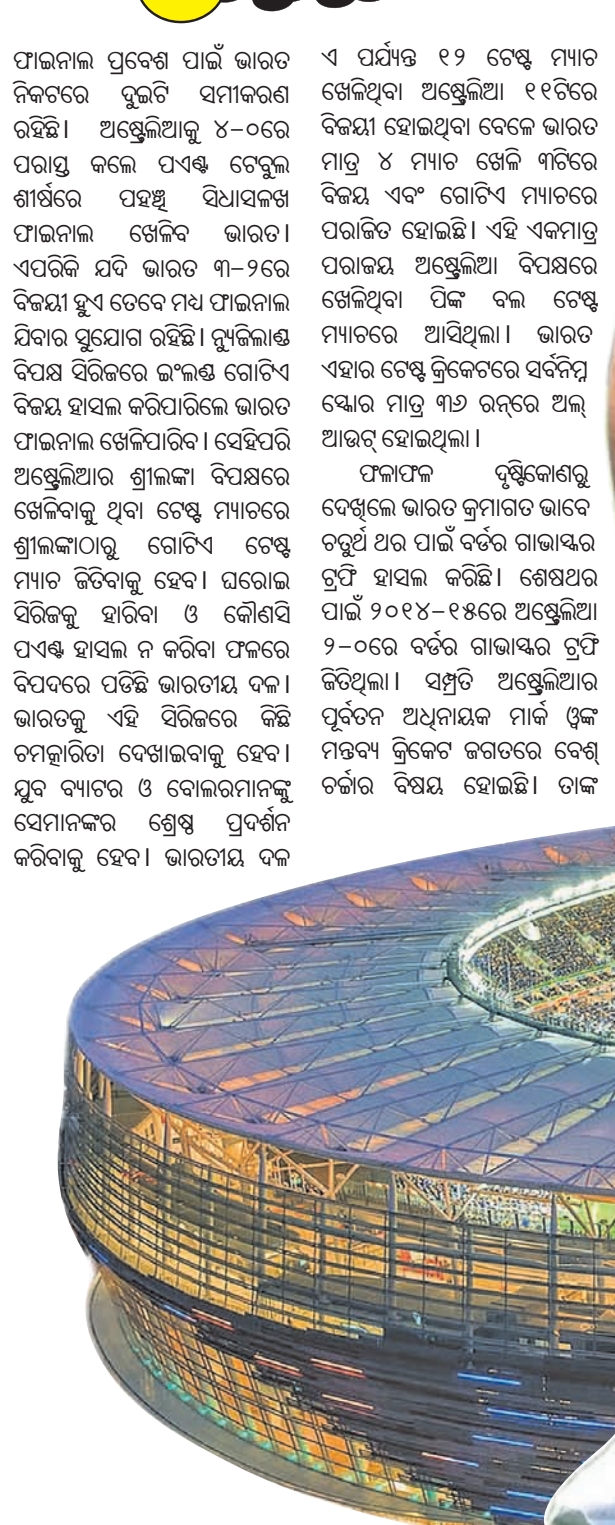 ଫାଇନାଲ ପ୍ରବେଶ ପାଇଁ ଭାରତ
ନିକଟରେ ଦୁଇଟି ସମୀକରଣ
ରହିଛି। ଅଷ୍ଟ୍ରେଲିଆକୁ ୪-୦ରେ
ପରାସ୍ତ କଲେ ପଏଣ୍ଟ ଟେବୁଲ
ଶୀର୍ଷରେ ପହଞ୍ଚି ସିଧାସଳଖ
ଫାଇନାଲ ଖେଳିବ ଭାରତ।
ଏପରିକି ଯଦି ଭାରତ ୩-୨ରେ
ବିଜୟୀ ହୁଏ ତେବେ ମଧ୍ୟ ଫାଇନାଲ
ଯିବାର ସୁଯୋଗ ରହିଛି। ନ୍ୟୁଜିଲାଣ୍ଡ
ବିପକ୍ଷ ସିରିଜରେ ଇଂଲଣ୍ଡ ଗୋଟିଏ
ବିଜୟ ହାସଲ କରିପାରିଲେ ଭାରତ
ଫାଇନାଲ ଖେଳିପାରିବ। ସେହିପରି
ଅଷ୍ଟ୍ରେଲିଆର ଶ୍ରୀଲଙ୍କା ବିପକ୍ଷରେ
ଖେଳିବାକୁ ଥିବା ଟେଷ୍ଟ ମ୍ୟାଚରେ
ଶ୍ରୀଲଙ୍କାଠାରୁ ଗୋଟିଏ ଟେଷ୍ଟ
ମ୍ୟାଚ ଜିତିବାକୁ ହେବ। ଘରୋଇ
ସିରିଜକୁ ହାରିବା ଓ କୌଣସି
ପଏଣ୍ଟ ହାସଲ ନ କରିବା ଫଳରେ
ବିପଦରେ ପଡିଛି ଭାରତୀୟ ଦଳ।
ଭାରତକୁ ଏହି ସିରିଜରେ କିଛି
ଚମତ୍କାରିତା ଦେଖାଇବାକୁ ହେବ।
ଯୁବ ବ୍ୟାଟର ଓ ବୋଲରମାନଙ୍କୁ
ସେମାନଙ୍କର ଶ୍ରେଷ୍ଠ ପ୍ରଦର୍ଶନ
କରିବାକୁ ହେବ। ଭାରତୀୟ ଦଳ
ଏ ପର୍ଯ୍ୟନ୍ତ ୧୨ ଟେଷ୍ଟ ମ୍ୟାଚ
ଖେଳିଥିବା ଅଷ୍ଟ୍ରେଲିଆ ୧୧ଟିରେ
ବିଜୟୀ ହୋଇଥିବା ବେଳେ ଭାରତ
ମାତ୍ର ୪ ମ୍ୟାଚ ଖେଳି ୩ଟିରେ
ବିଜୟ ଏବଂ ଗୋଟିଏ ମ୍ୟାଚରେ
ପରାଜିତ ହୋଇଛି। ଏହି ଏକମାତ୍ର
ପରାଜୟ ଅଷ୍ଟ୍ରେଲିଆ ବିପକ୍ଷରେ
ଖେଳିଥିବା ପିଙ୍କ ବଲ ଟେଷ୍ଟ
ମ୍ୟାଚରେ ଆସିଥିଲା। ଭାରତ
ଏହାର ଟେଷ୍ଟ କ୍ରିକେଟରେ ସର୍ବନିମ୍ନ
ସ୍କୋର ମାତ୍ର ୩୬ ରନ୍‌ରେ ଅଲ୍
ଆଉଟ୍ ହୋଇଥିଲା।
ଫଳାଫଳ ଦୃଷ୍ଟିକୋଣରୁ
ଦେଖିଲେ ଭାରତ କ୍ରମାଗତ ଭାବେ
ଚତୁର୍ଥ ଥର ପାଇଁ ବର୍ଡର ଗାଭାସ୍କର
ଟ୍ରଫି ହାସଲ କରିଛି। ଶେଷଥର
ପାଇଁ ୨୦୧୪-୧୫ରେ ଅଷ୍ଟ୍ରେଲିଆ
୨-୦ରେ ବର୍ଡର ଗାଭାସ୍କର ଟ୍ରଫି
ଜିତିଥିଲା। ସମ୍ପ୍ରତି ଅଷ୍ଟ୍ରେଲିଆର
ପୂର୍ବତନ ଅଧିନାୟକ ମାର୍କ ୱଙ୍କ
ମନ୍ତବ୍ୟ କ୍ରିକେଟ ଜଗତରେ ବେଶ୍
ଚର୍ଚ୍ଚାର ବିଷୟ ହୋଇଛି। ତାଙ୍କ